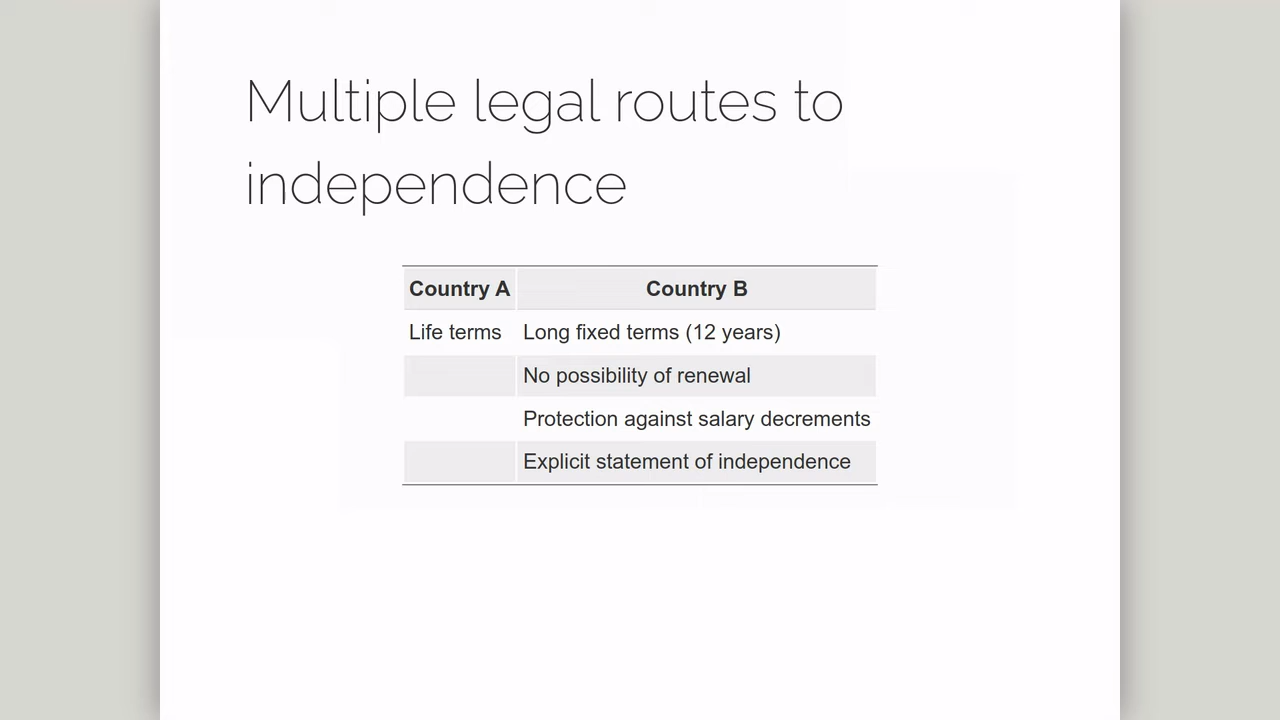 Multiple legal routes to
independence
Country A Country B
Life terms Long fixed terms (12 years)
No possibility of renewal
Protection against salary decrements
Explicit statement of independence